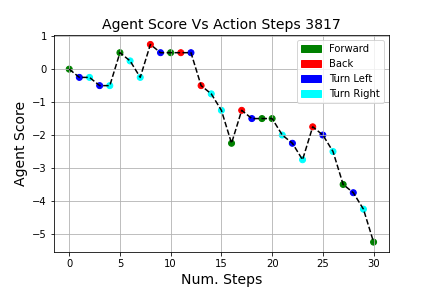 Agent Score Vs Action Steps 3817
Agent Score
1
0
−1
−2
−3
−4
−5
Forward
Back
Turn Left
Turn Right
0 5 10 15 20 25 30
Num. Steps